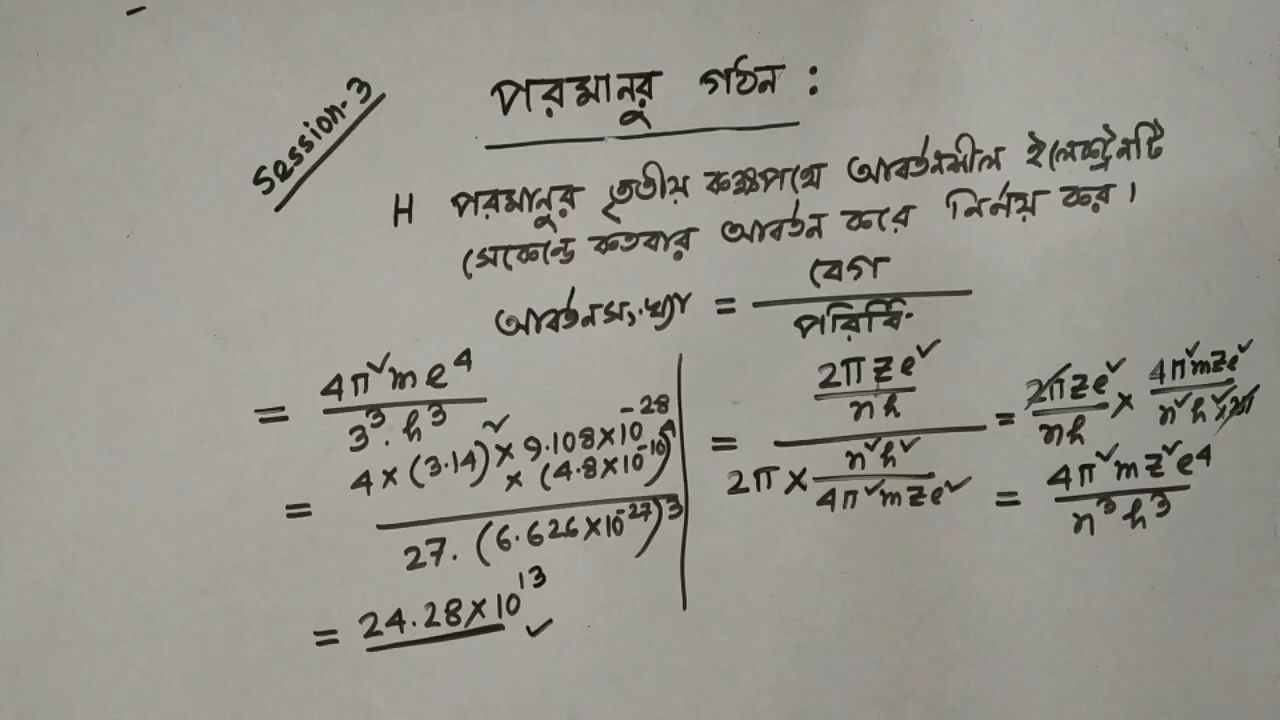 Session-3
পরমানুর গঠন :
H পরমানুর তৃতীয় কক্ষপথে আবর্তনশীল ইলেকট্রনটি
সেকেন্ডে কতবার আবর্তন করে নির্নয় কর।
আবর্তনসংখ্যা = বেগ / পরিধি
= (2πze² / nh) / (2π × n²h² / 4π²mze²) = 2πze² / nh × 4π²mze² / n²h²×2π
= 4π²mz²e⁴ / n³h³
= 4π²me⁴ / 3³·h³
= 4×(3.14)²×9.108×10⁻²⁸ × (4.8×10⁻¹⁰)⁴ / 27·(6.626×10⁻²⁷)³
= 24.28×10¹³ ✓